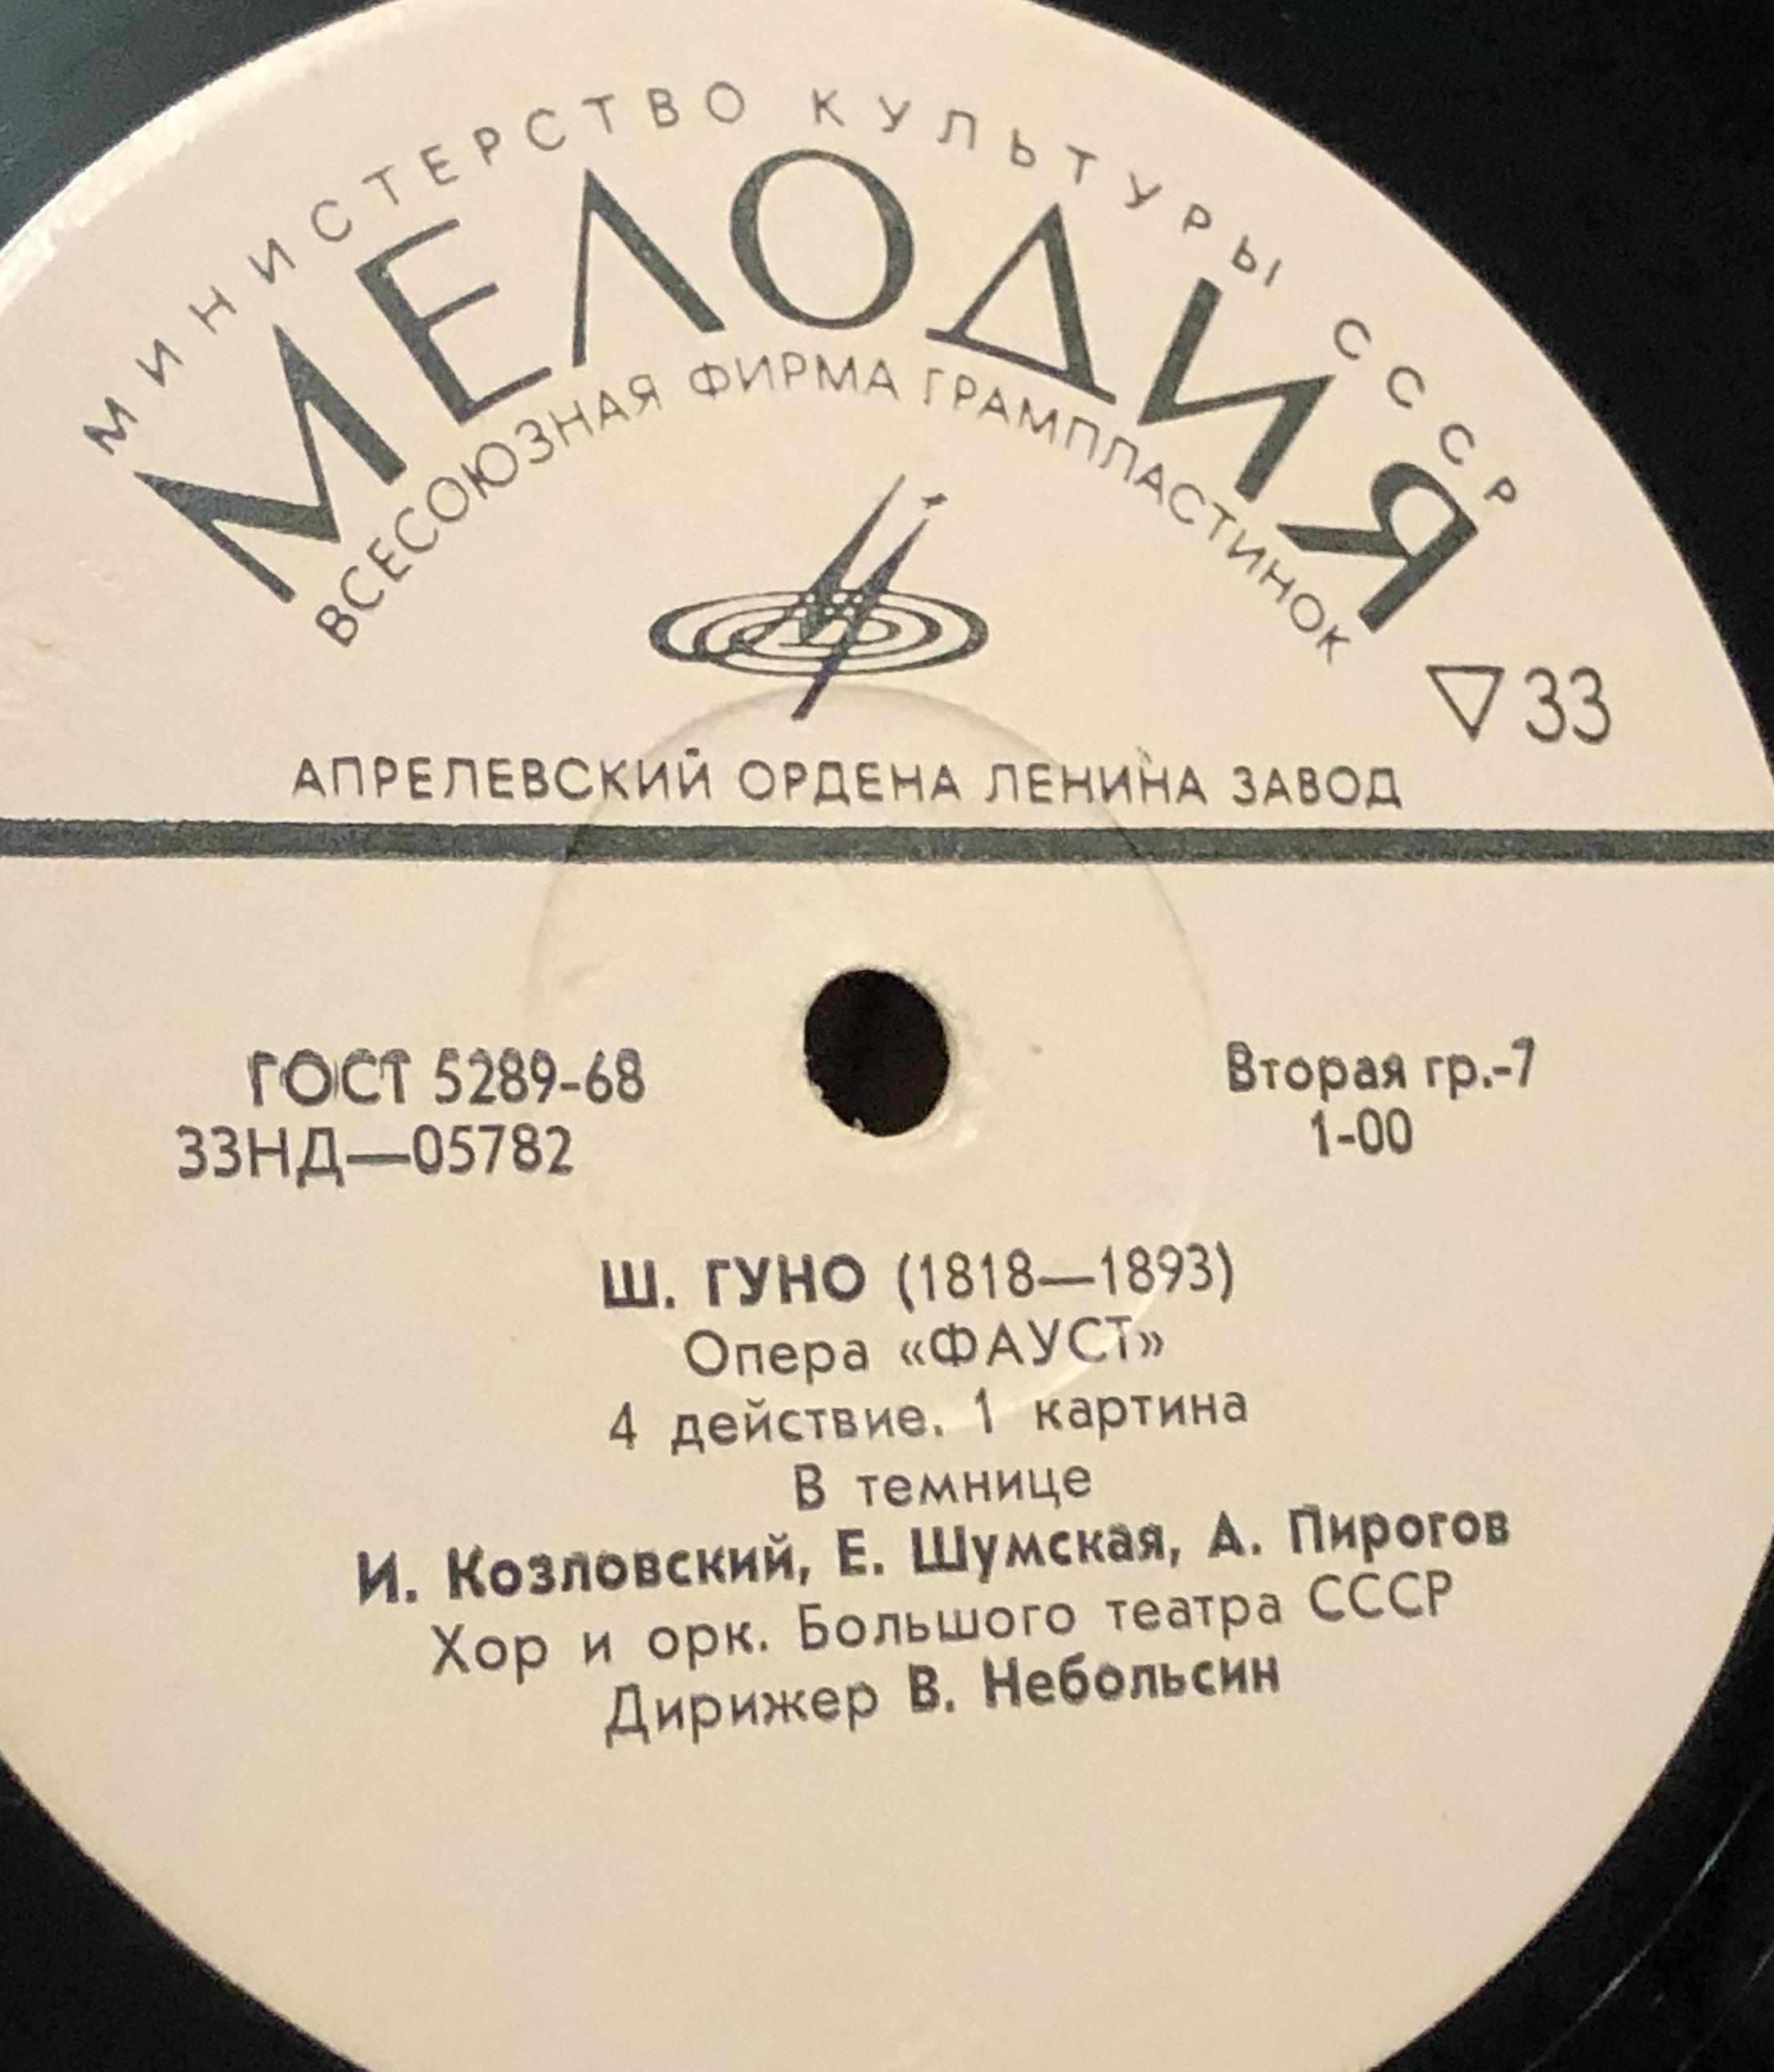 МИНИСТЕРСТВО КУЛЬТУРЫ СССР
МЕЛОДИЯ
ВСЕСОЮЗНАЯ ФИРМА ГРАМПЛАСТИНОК
▽33
АПРЕЛЕВСКИЙ ОРДЕНА ЛЕНИНА ЗАВОД
ГОСТ 5289-68
33НД—05782
Вторая гр.-7
1-00
Ш. ГУНО (1818—1893)
Опера «ФАУСТ»
4 действие. 1 картина
В темнице
И. Козловский, Е. Шумская, А. Пирогов
Хор и орк. Большого театра СССР
Дирижер В. Небольсин